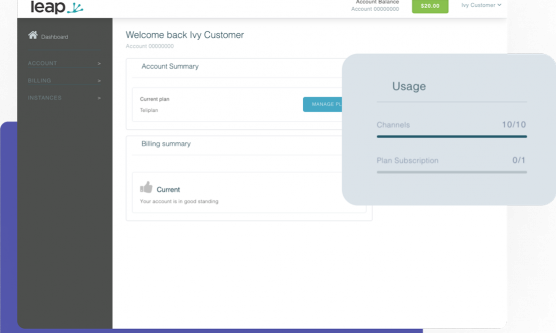 leap
Account Balance
Account 00000000
$20.00
Ivy Customer
Dashboard
ACCOUNT
BILLING
INSTANCES
Welcome back Ivy Customer
Account 00000000
Account Summary
Current plan
Tollplan
MANAGE PL
Billing summary
Current
Your account is in good standing
Usage
Channels 10/10
Plan Subscription 0/1